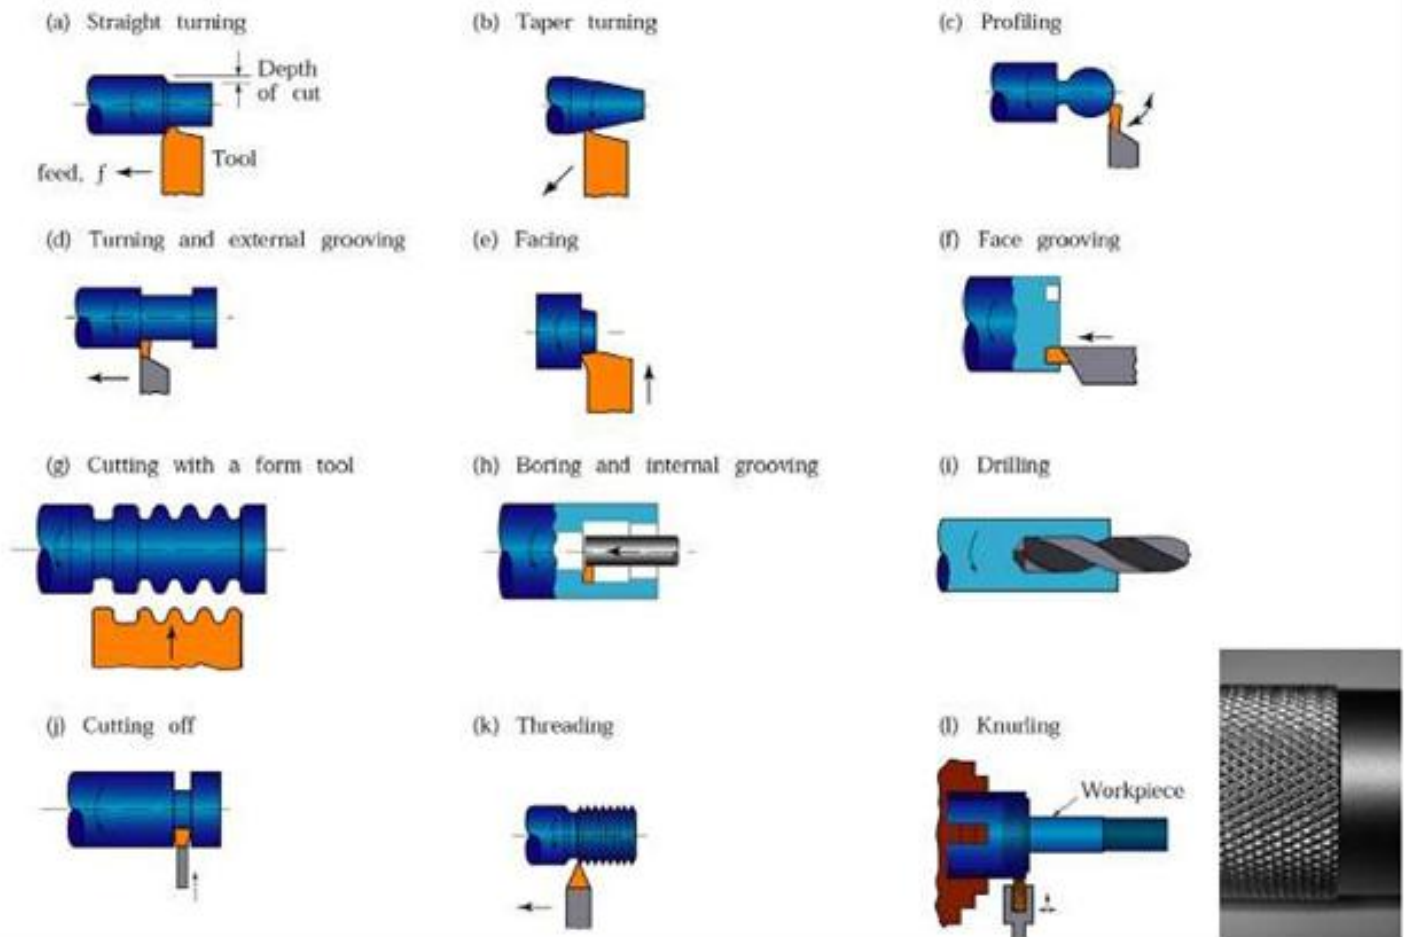 (a) Straight turning
(b) Taper turning
(c) Profiling
Depth
of cut
Tool
feed, f
(d) Turning and external grooving
(e) Facing
(f) Face grooving
(g) Cutting with a form tool
(h) Boring and internal grooving
(i) Drilling
(j) Cutting off
(k) Threading
(l) Knurling
Workpiece